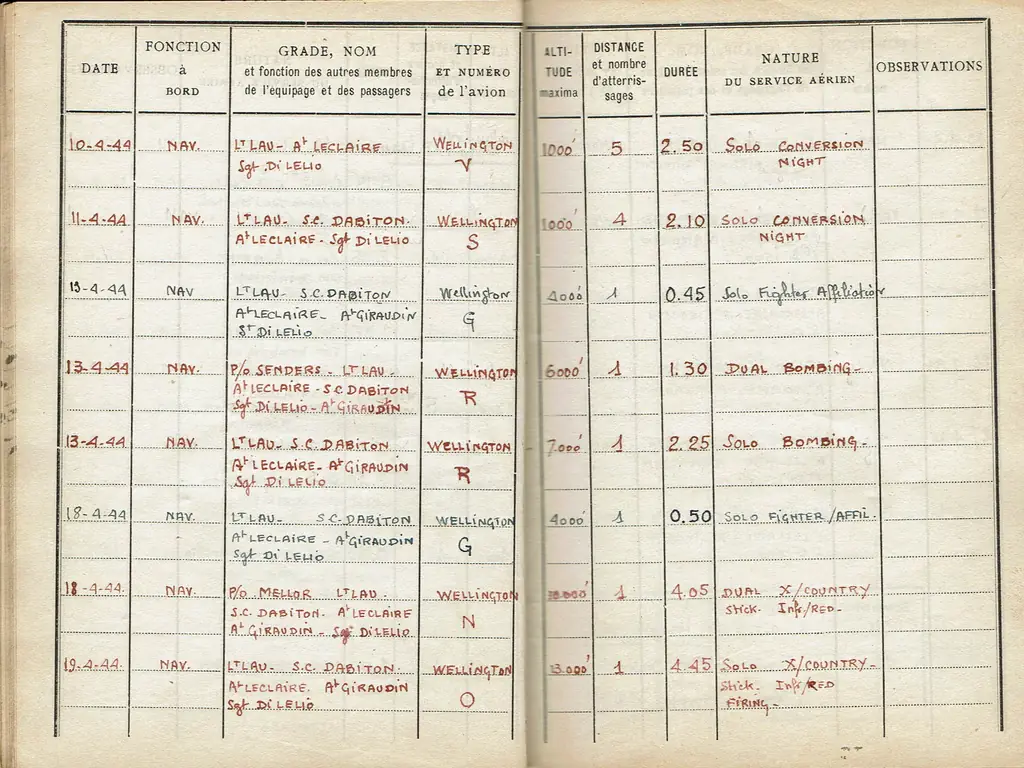 DATE
FONCTION
à
BORD
GRADE, NOM
et fonction des autres membres
de l'équipage et des passagers
TYPE
ET NUMÉRO
de l'avion
ALTI-
TUDE
maxima
DISTANCE
et nombre
d'atterris-
sages
DURÉE
NATURE
DU SERVICE AÉRIEN
OBSERVATIONS
10-4-44 NAV. LT LAU- At LECLAIRE WELLINGTON 1000' 5 2.50 SOLO CONVERSION
Sgt. Di LELIO V NIGHT
11-4-44 NAV. LT LAU- S.C. DABITON. WELLINGTON 1000' 4 2.10 SOLO CONVERSION
At LECLAIRE- Sgt Di LELIO S NIGHT
13-4-44 NAV LT LAU- S.C. DABITON Wellington 4000' 1 0.45 Solo Fighter Affiliation
At LECLAIRE- At GIRAUDIN G
ST Di LELIO
13-4-44 NAV. P/O SENDERS - LT LAU- WELLINGTON 6000' 1 1.30 DUAL BOMBING-
At LECLAIRE - S.C. DABITON R
Sgt Di LELIO- At GIRAUDIN
13-4-44 NAV. LT LAU- S.C. DABITON WELLINGTON 7.000' 1 2.25 SOLO BOMBING-
At LECLAIRE- At GIRAUDIN R
Sgt Di LELIO
18-4-44 NAV. LT LAU- S.C. DABITON WELLINGTON 4000' 1 0.50 SOLO FIGHTER/AFFIL.
At LECLAIRE - At GIRAUDIN G
Sgt Di LELIO
18-4-44. NAV. P/O MELLOR LT LAU. WELLINGTON 1 4.05 DUAL X/COUNTRY
S.C. DABITON. At LECLAIRE N Stick. Infr/RED-
At GIRAUDIN - Sgt Di LELIO
19-4-44. NAV. LT LAU- S.C. DABITON. WELLINGTON 13.000' 1 4.45 SOLO X/COUNTRY-
At LECLAIRE. At GIRAUDIN O Stick- Infr/RED
Sgt Di LELIO FIRING-